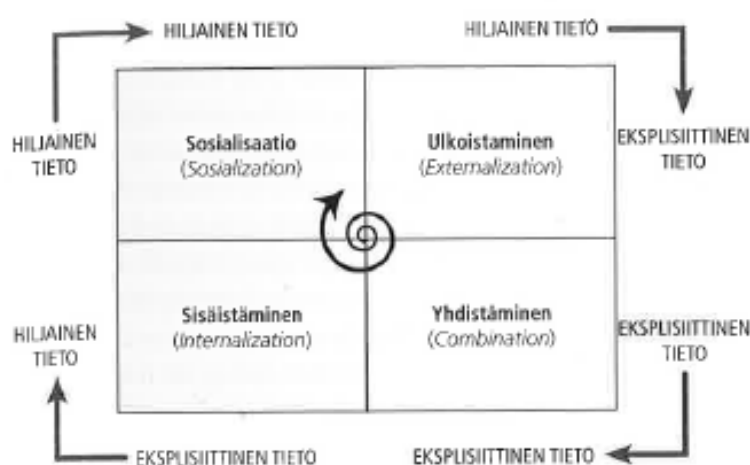 HILJAINEN TIETO
HILJAINEN TIETO
HILJAINEN
TIETO
Sosialisaatio
(Sosialization)
Ulkoistaminen
(Externalization)
EKSPLISIITTINEN
TIETO
HILJAINEN
TIETO
Sisäistäminen
(Internalization)
Yhdistäminen
(Combination)
EKSPLISIITTINEN
TIETO
EKSPLISIITTINEN TIETO
EKSPLISIITTINEN TIETO